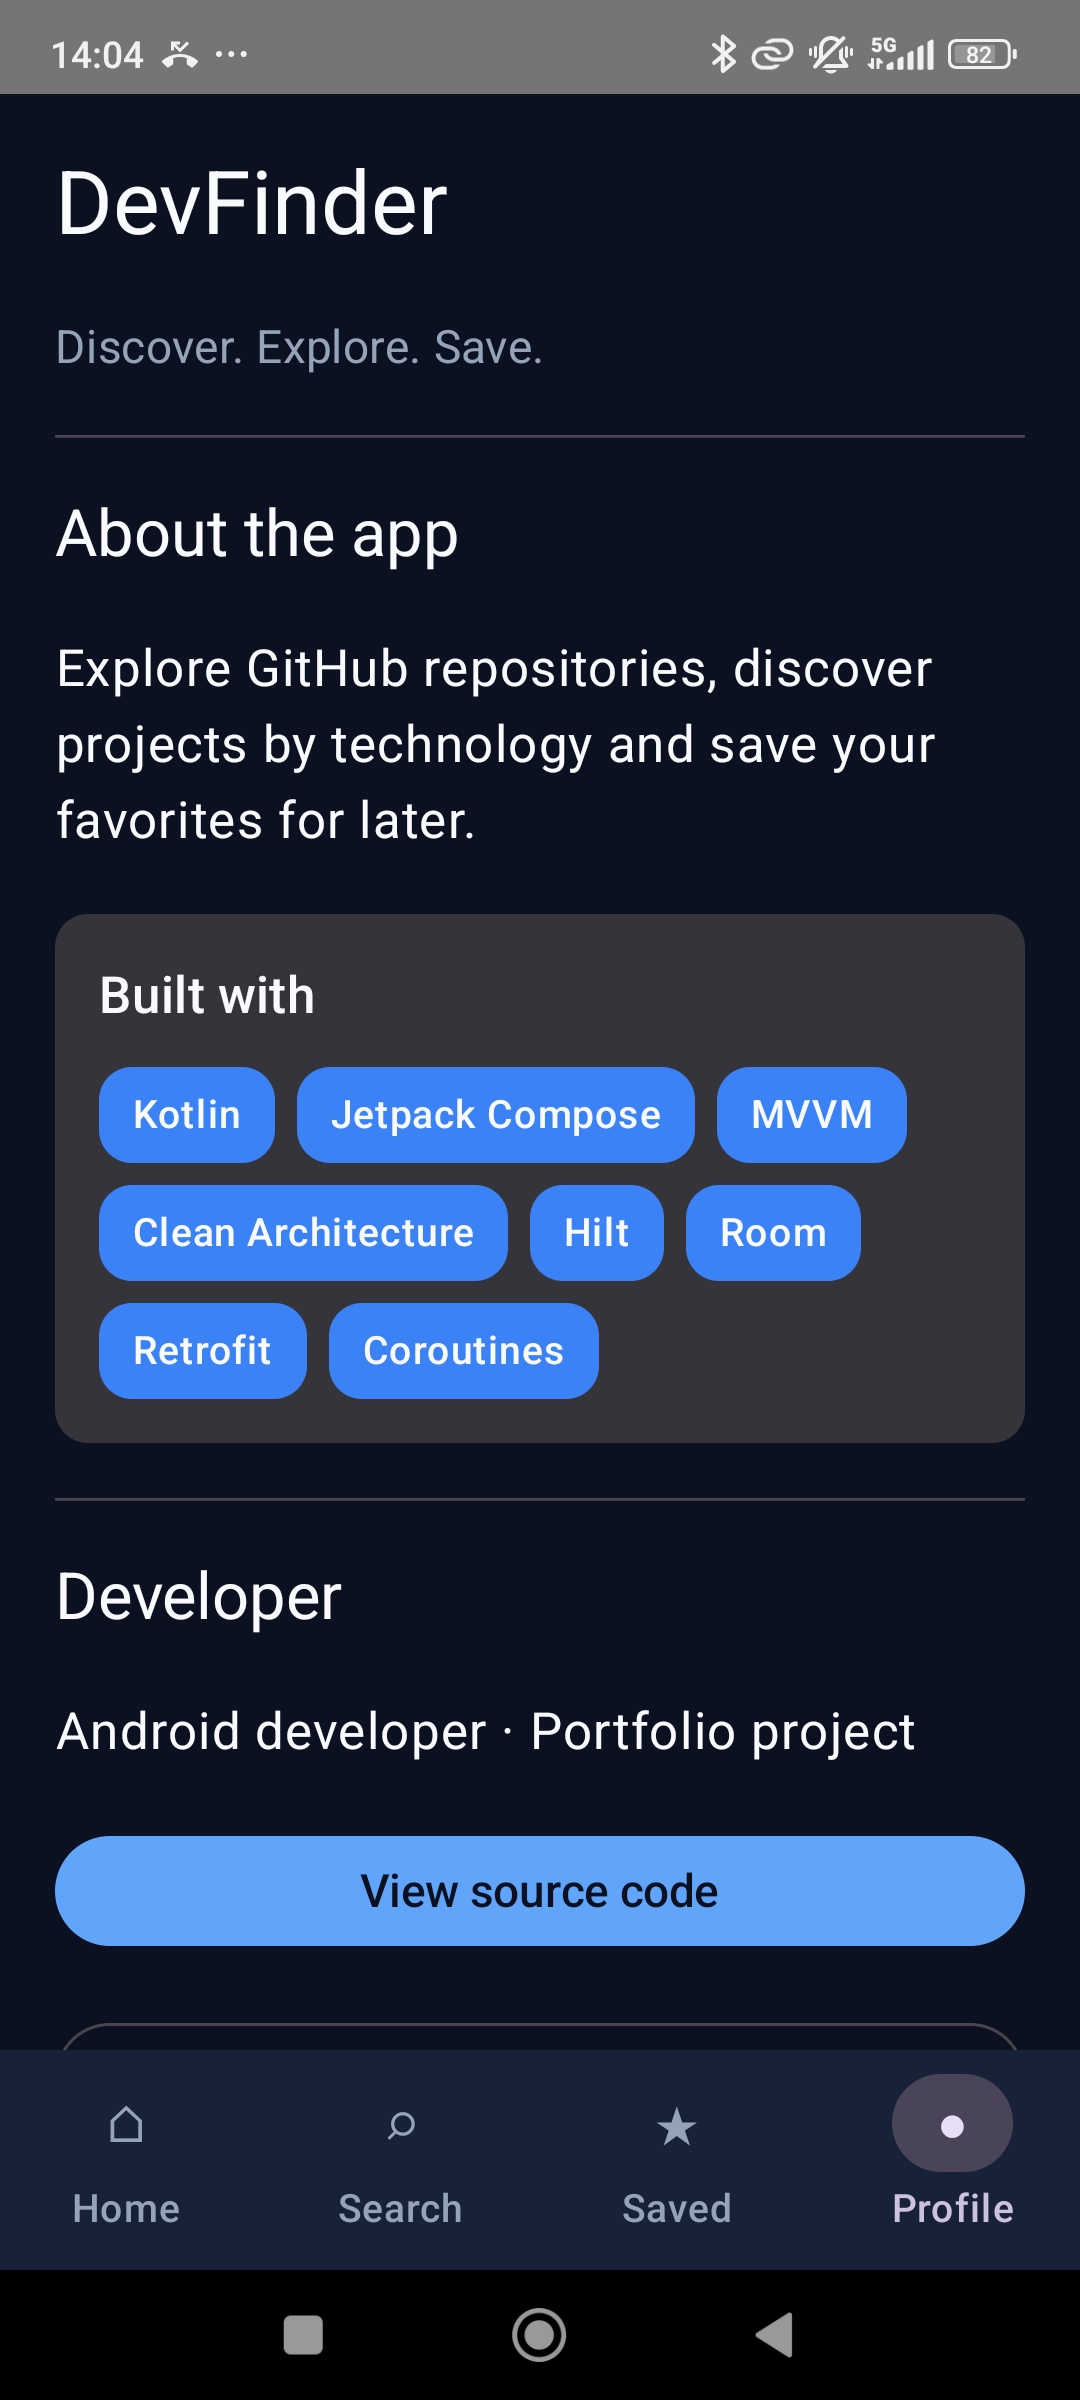 14:04
5G
82
DevFinder
Discover. Explore. Save.
About the app
Explore GitHub repositories, discover
projects by technology and save your
favorites for later.
Built with
Kotlin
Jetpack Compose
MVVM
Clean Architecture
Hilt
Room
Retrofit
Coroutines
Developer
Android developer · Portfolio project
View source code
Home
Search
Saved
Profile